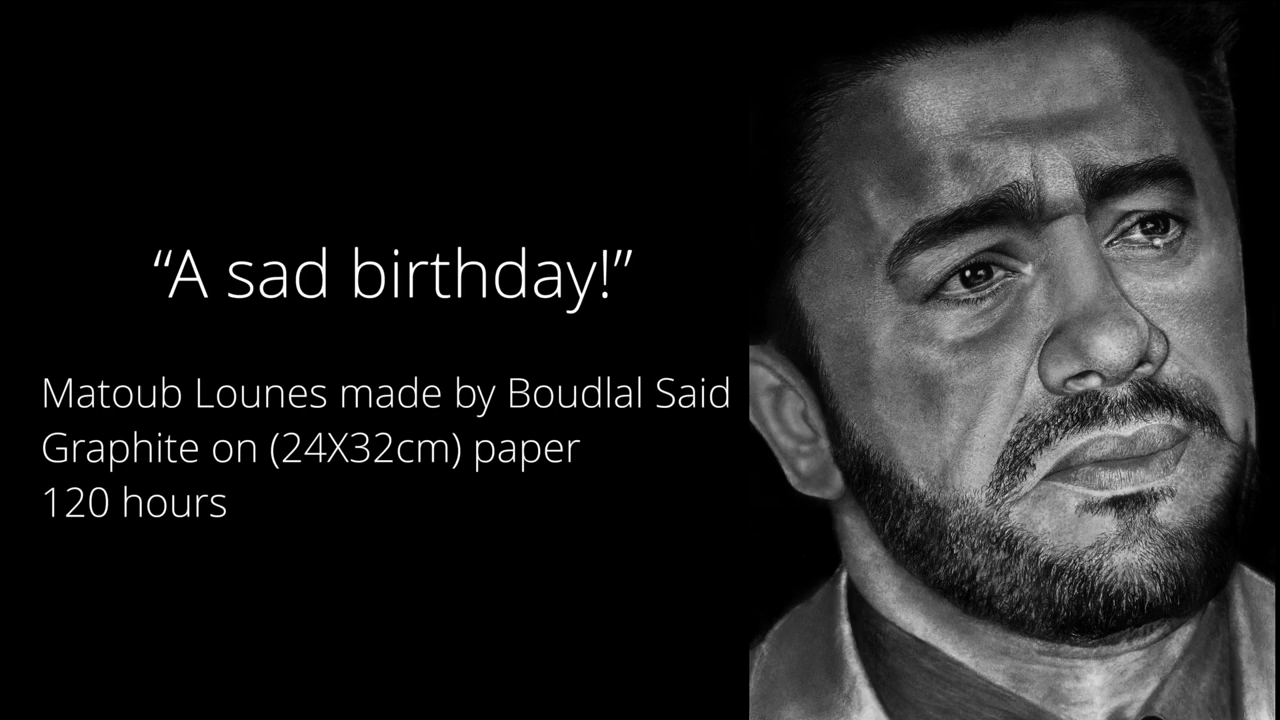 “A sad birthday!”
Matoub Lounes made by Boudlal Said
Graphite on (24X32cm) paper
120 hours